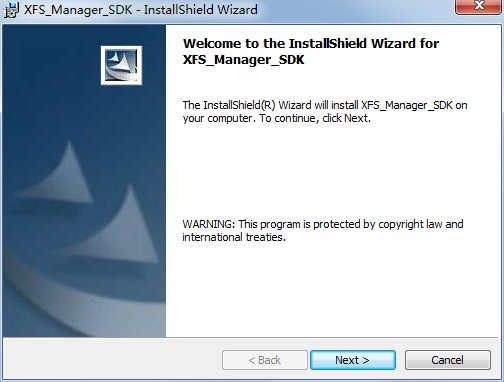 XFS_Manager_SDK - InstallShield Wizard
Welcome to the InstallShield Wizard for
XFS_Manager_SDK
The InstallShield(R) Wizard will install XFS_Manager_SDK on
your computer. To continue, click Next.
WARNING: This program is protected by copyright law and
international treaties.
< Back
Next >
Cancel